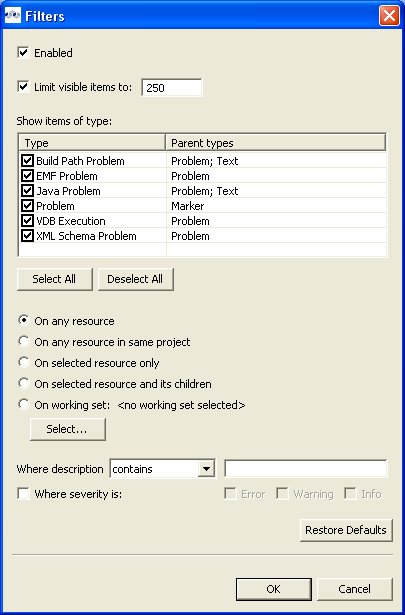 Filters
Enabled
Limit visible items to: 250
Show items of type:
Type Parent types
Build Path Problem Problem; Text
EMF Problem Problem
Java Problem Problem; Text
Problem Marker
VDB Execution Problem
XML Schema Problem Problem
Select All Deselect All
On any resource
On any resource in same project
On selected resource only
On selected resource and its children
On working set: <no working set selected>
Select...
Where description contains
Where severity is: Error Warning Info
Restore Defaults
OK Cancel